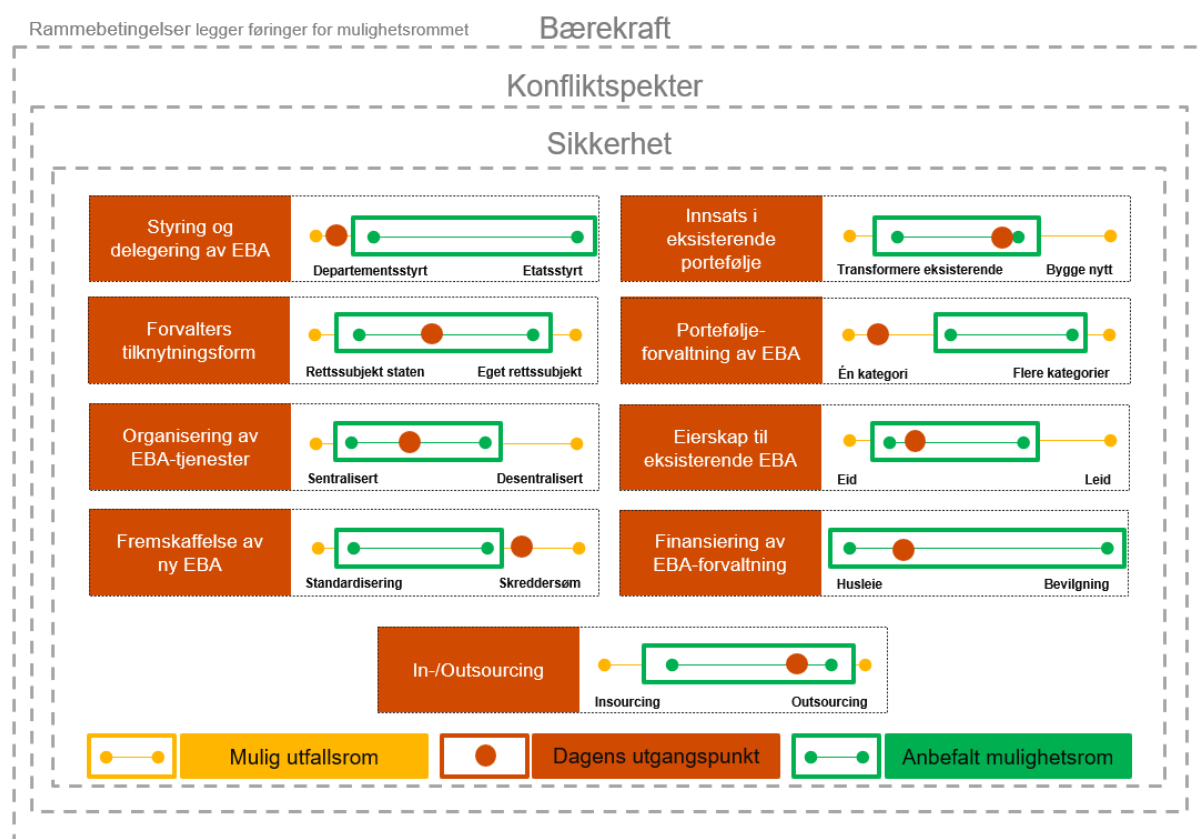 Rammebetingelser legger føringer for mulighetsrommet
Bærekraft
Konfliktspekter
Sikkerhet
Styring og
delegering av EBA
Departementsstyrt
Etatsstyrt
Innsats i
eksisterende
portefølje
Transformere eksisterende
Bygge nytt
Forvalters
tilknytningsform
Rettssubjekt staten
Eget rettssubjekt
Portefølje-
forvaltning av EBA
Én kategori
Flere kategorier
Organisering av
EBA-tjenester
Sentralisert
Desentralisert
Eierskap til
eksisterende EBA
Eid
Leid
Fremskaffelse av
ny EBA
Standardisering
Skreddersøm
Finansiering av
EBA-forvaltning
Husleie
Bevilgning
In-/Outsourcing
Insourcing
Outsourcing
Mulig utfallsrom
Dagens utgangspunkt
Anbefalt mulighetsrom